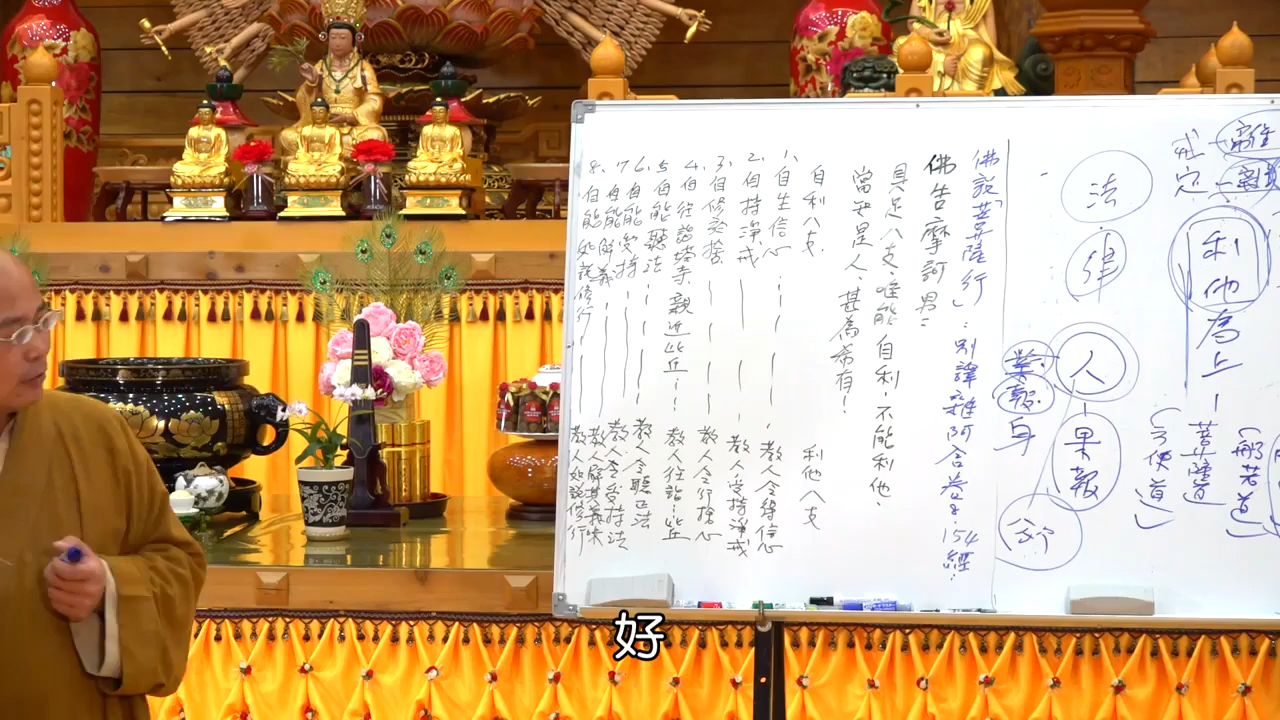 戒
定
離
利他為上
菩薩道
(方便道)
(般若道)
法
律
人
果報
業報身
佛說「菩薩行」：別譯雜阿含卷8. 154經：
佛告摩訶男：
具足八支，唯能自利，不能利他，
當知是人，甚為希有！
自利八支
利他八支
1、自生信心
教人令得信心
2、自持淨戒
教人受持淨戒
3、自修惠捨
教人令行捨心
4、自往詣塔寺親近比丘
教人往詣…比丘
5、自能聽法
教人令聽正法
6、自能受持
教人令受持法
7、自能解義
教人解其義味
8、自能如說修行
教人如說修行
好